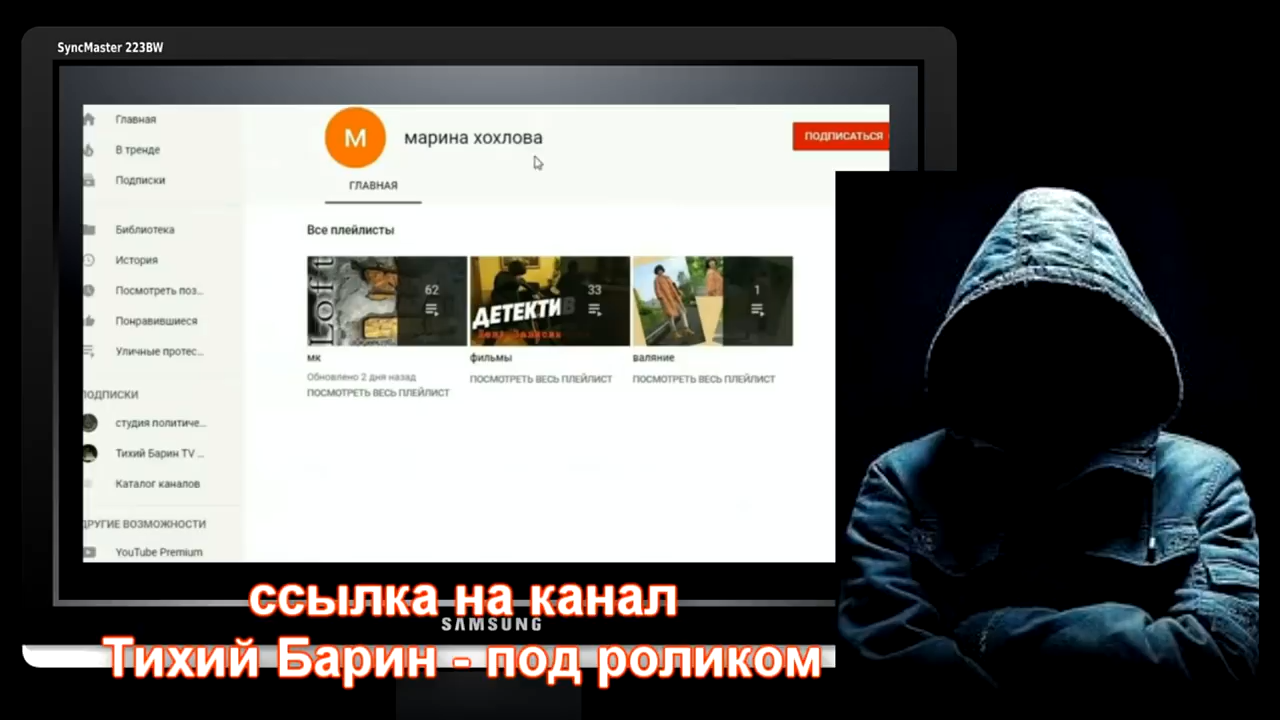 SyncMaster 223BW
Главная
В тренде
Подписки
Библиотека
История
Посмотреть поз...
Понравившиеся
Уличные протес...
ПОДПИСКИ
студия политиче...
Тихий Барин TV ...
Каталог каналов
ДРУГИЕ ВОЗМОЖНОСТИ
YouTube Premium
М
марина хохлова
ПОДПИСАТЬСЯ
ГЛАВНАЯ
Все плейлисты
Loft
62
ДЕТЕКТИВ
33
1
мк
Обновлено 2 дня назад
ПОСМОТРЕТЬ ВЕСЬ ПЛЕЙЛИСТ
фильмы
ПОСМОТРЕТЬ ВЕСЬ ПЛЕЙЛИСТ
валяние
ПОСМОТРЕТЬ ВЕСЬ ПЛЕЙЛИСТ
ссылка на канал
SAMSUNG
Тихий Барин - под роликом